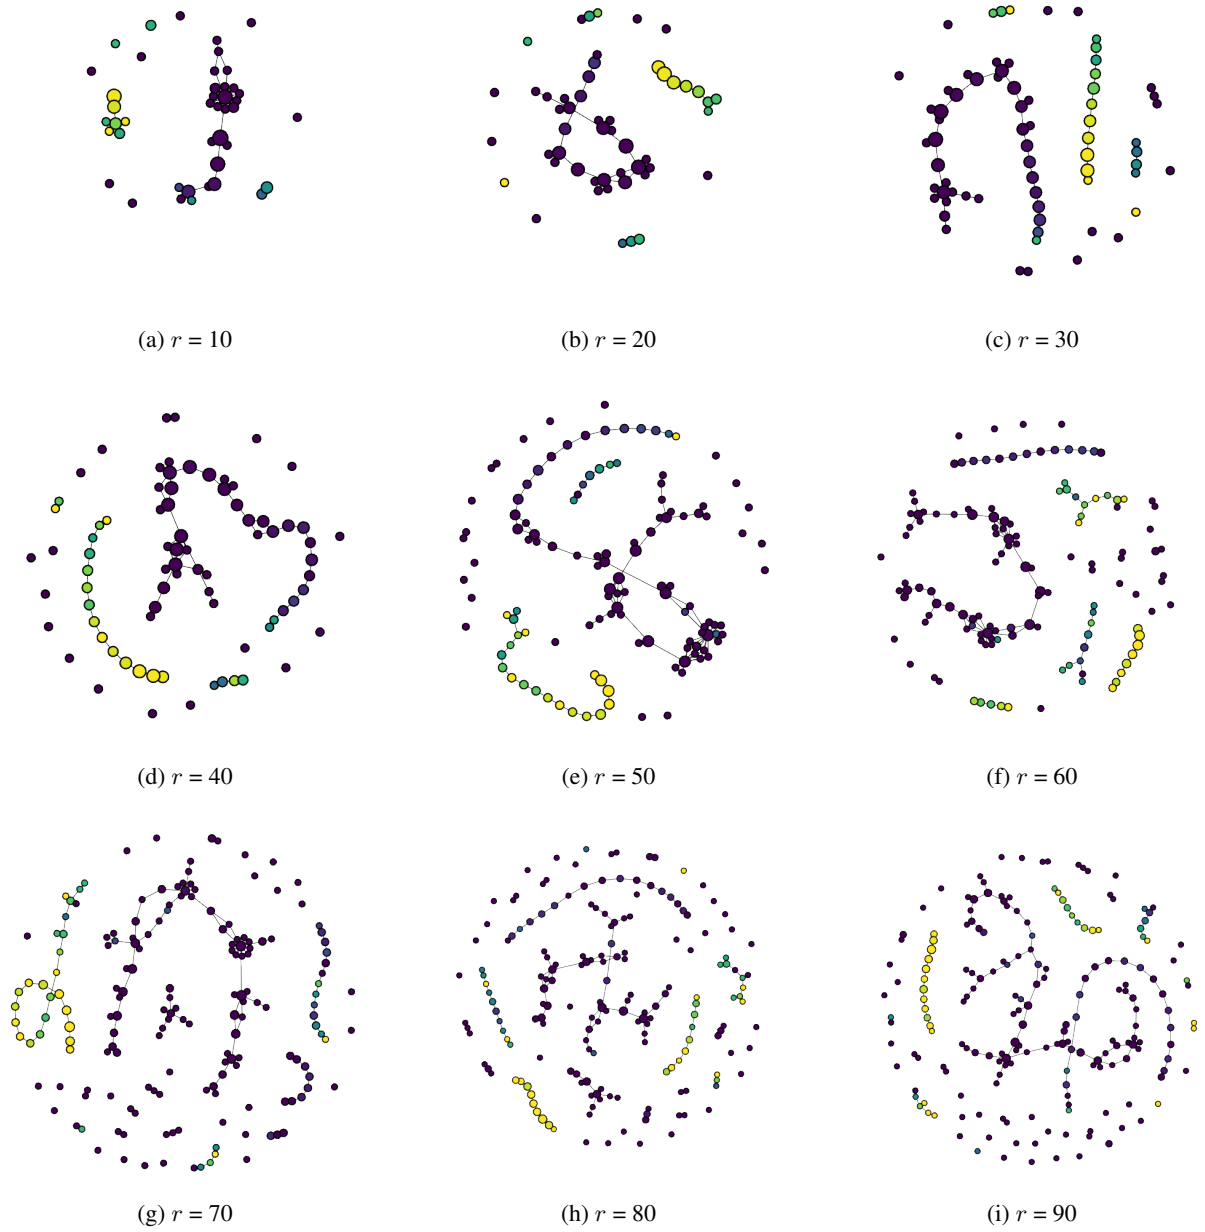 (a) r = 10
(b) r = 20
(c) r = 30
(d) r = 40
(e) r = 50
(f) r = 60
(g) r = 70
(h) r = 80
(i) r = 90